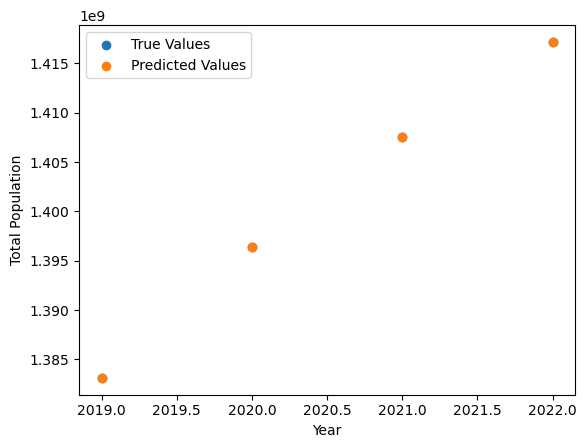 1e9
True Values
Predicted Values
1.415
1.410
1.405
1.400
1.395
1.390
1.385
Total Population
2019.0 2019.5 2020.0 2020.5 2021.0 2021.5 2022.0
Year